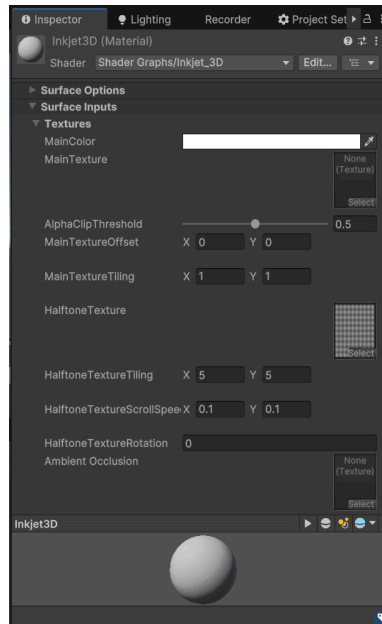 Inspector Lighting Recorder Project Set
Inkjet3D (Material)
Shader Shader Graphs/Inkjet_3D Edit...
Surface Options
Surface Inputs
Textures
MainColor
MainTexture None (Texture) Select
AlphaClipThreshold 0.5
MainTextureOffset X 0 Y 0
MainTextureTiling X 1 Y 1
HalftoneTexture Select
HalftoneTextureTiling X 5 Y 5
HalftoneTextureScrollSpee X 0.1 Y 0.1
HalftoneTextureRotation 0
Ambient Occlusion None (Texture) Select
Inkjet3D